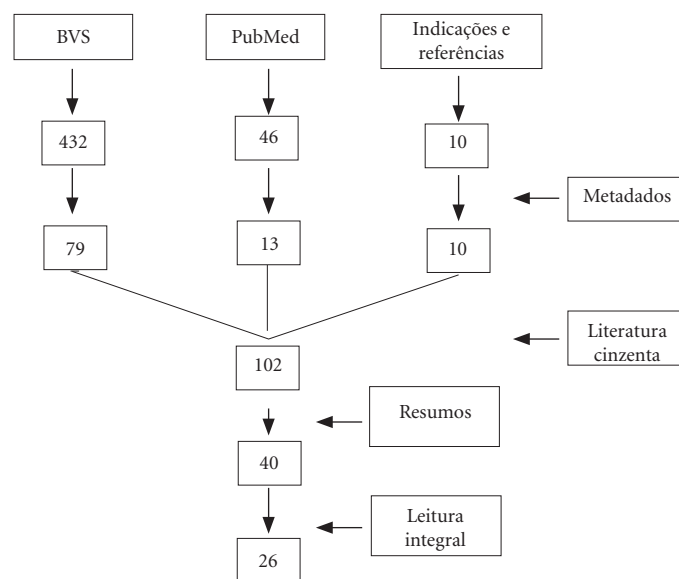 BVS
PubMed
Indicações e
referências
432
46
10
Metadados
79
13
10
Literatura
cinzenta
102
Resumos
40
Leitura
integral
26